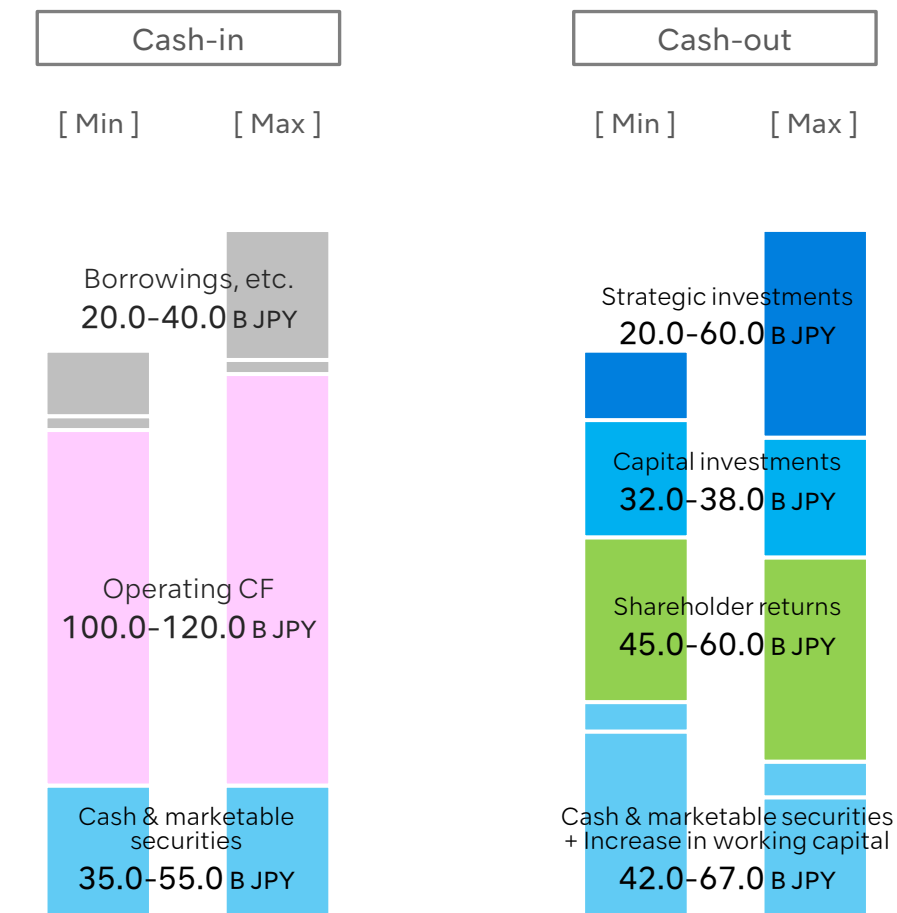 Cash-in
[ Min ]
[ Max ]
Borrowings, etc.
20.0-40.0 B JPY
Operating CF
100.0-120.0 B JPY
Cash & marketable
securities
35.0-55.0 B JPY
Cash-out
[ Min ]
[ Max ]
Strategic investments
20.0-60.0 B JPY
Capital investments
32.0-38.0 B JPY
Shareholder returns
45.0-60.0 B JPY
Cash & marketable securities
+ Increase in working capital
42.0-67.0 B JPY